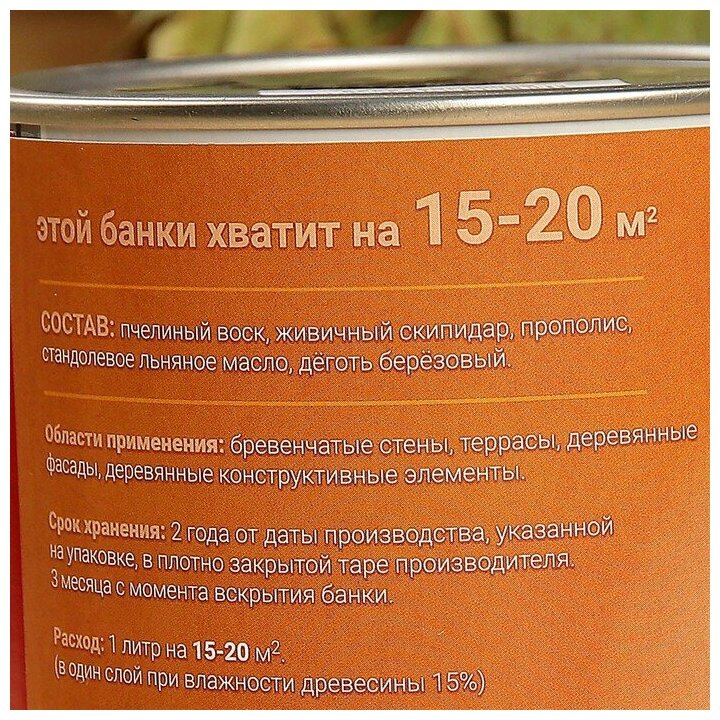 этой банки хватит на 15-20 м²
СОСТАВ: пчелиный воск, живичный скипидар, прополис,
стандолевое льняное масло, дёготь берёзовый.
Области применения: бревенчатые стены, террасы, деревянные
фасады, деревянные конструктивные элементы.
Срок хранения: 2 года от даты производства, указанной
на упаковке, в плотно закрытой таре производителя.
3 месяца с момента вскрытия банки.
Расход: 1 литр на 15-20 м².
(в один слой при влажности древесины 15%)